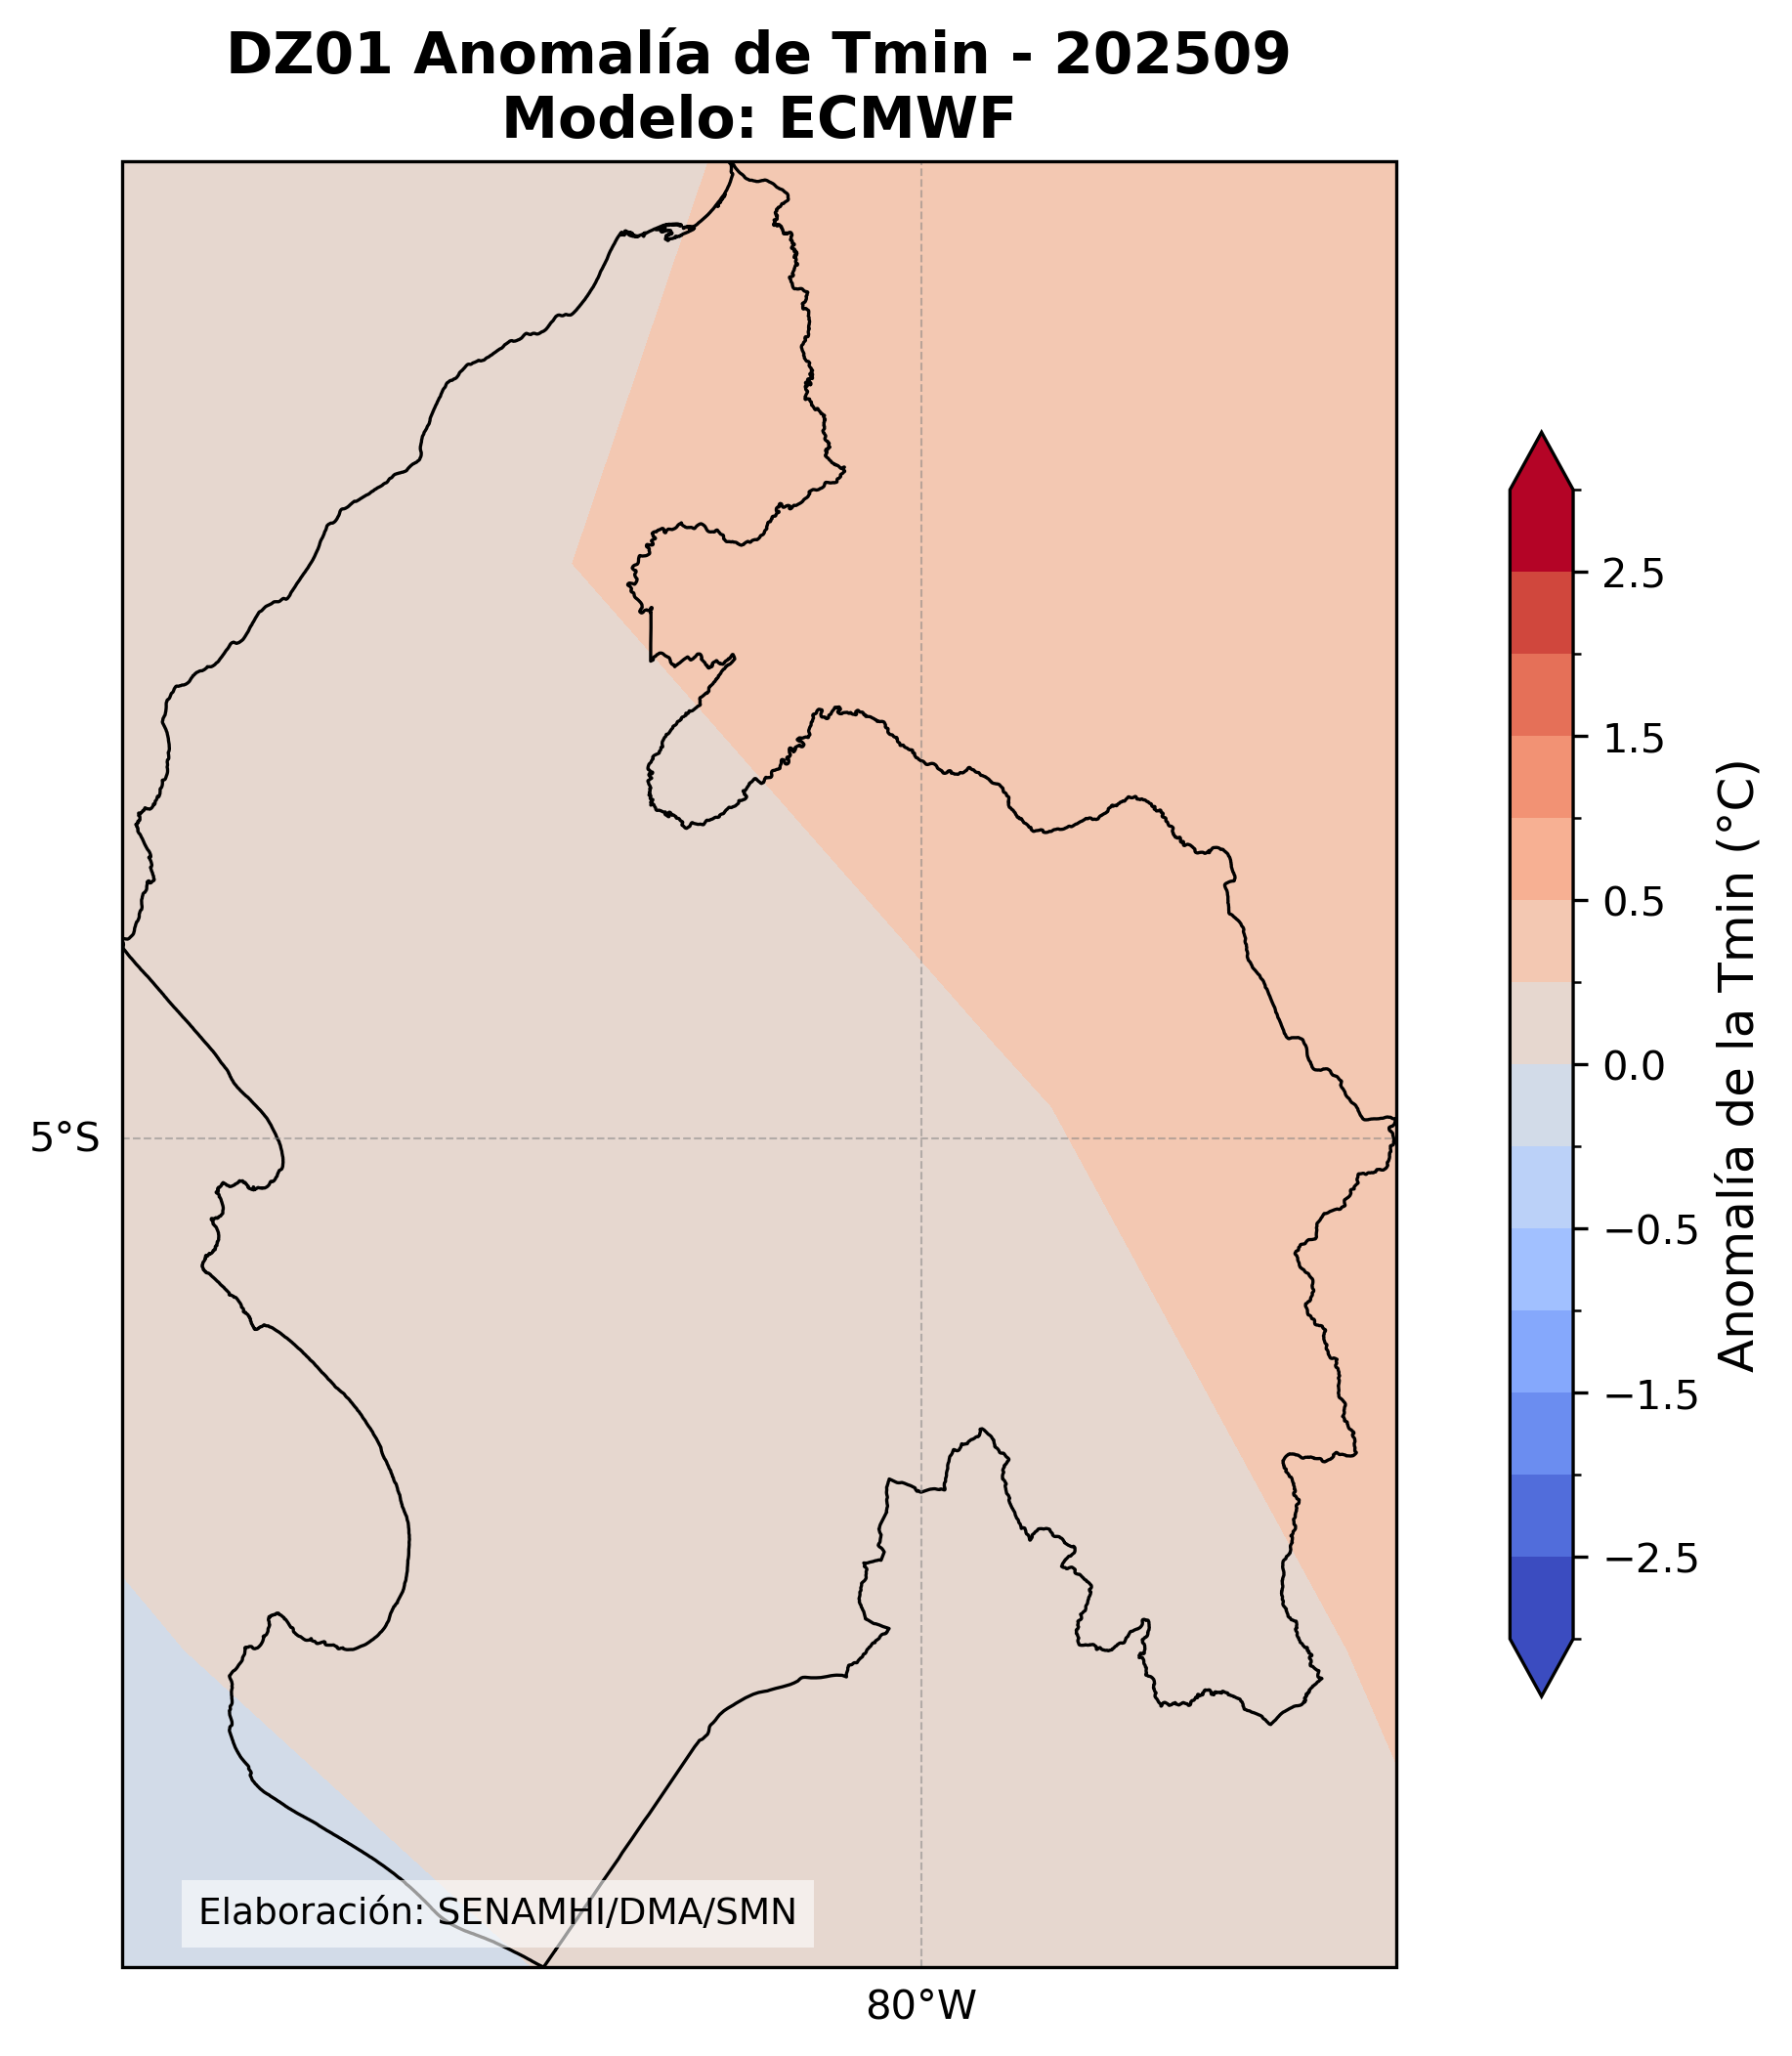 DZ01 Anomalía de Tmin - 202509
Modelo: ECMWF
2.5
1.5
0.5
0.0
−0.5
−1.5
−2.5
Anomalía de la Tmin (°C)
5°S
Elaboración: SENAMHI/DMA/SMN
80°W